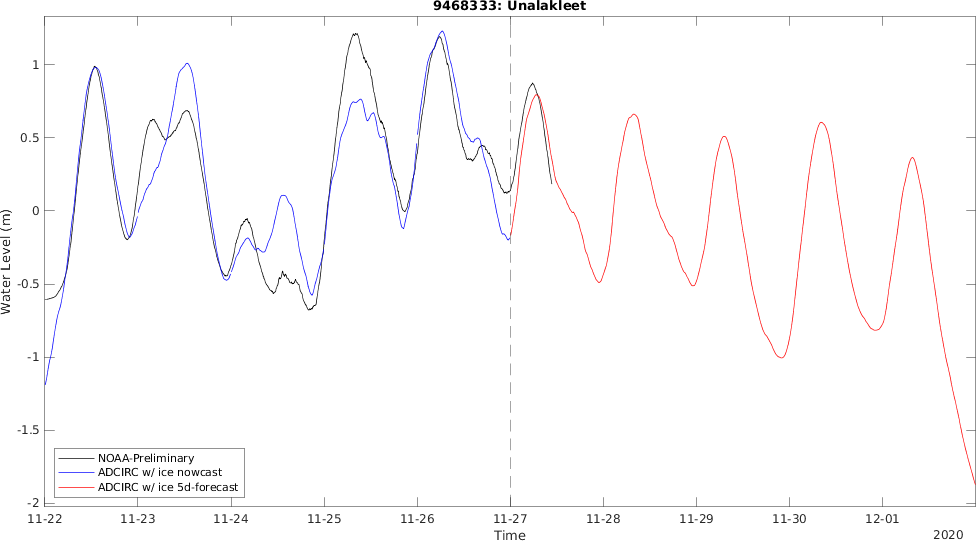 9468333: Unalakleet
Water Level (m)
1
0.5
0
-0.5
-1
-1.5
-2
NOAA-Preliminary
ADCIRC w/ ice nowcast
ADCIRC w/ ice 5d-forecast
11-22 11-23 11-24 11-25 11-26 11-27 11-28 11-29 11-30 12-01
Time
2020